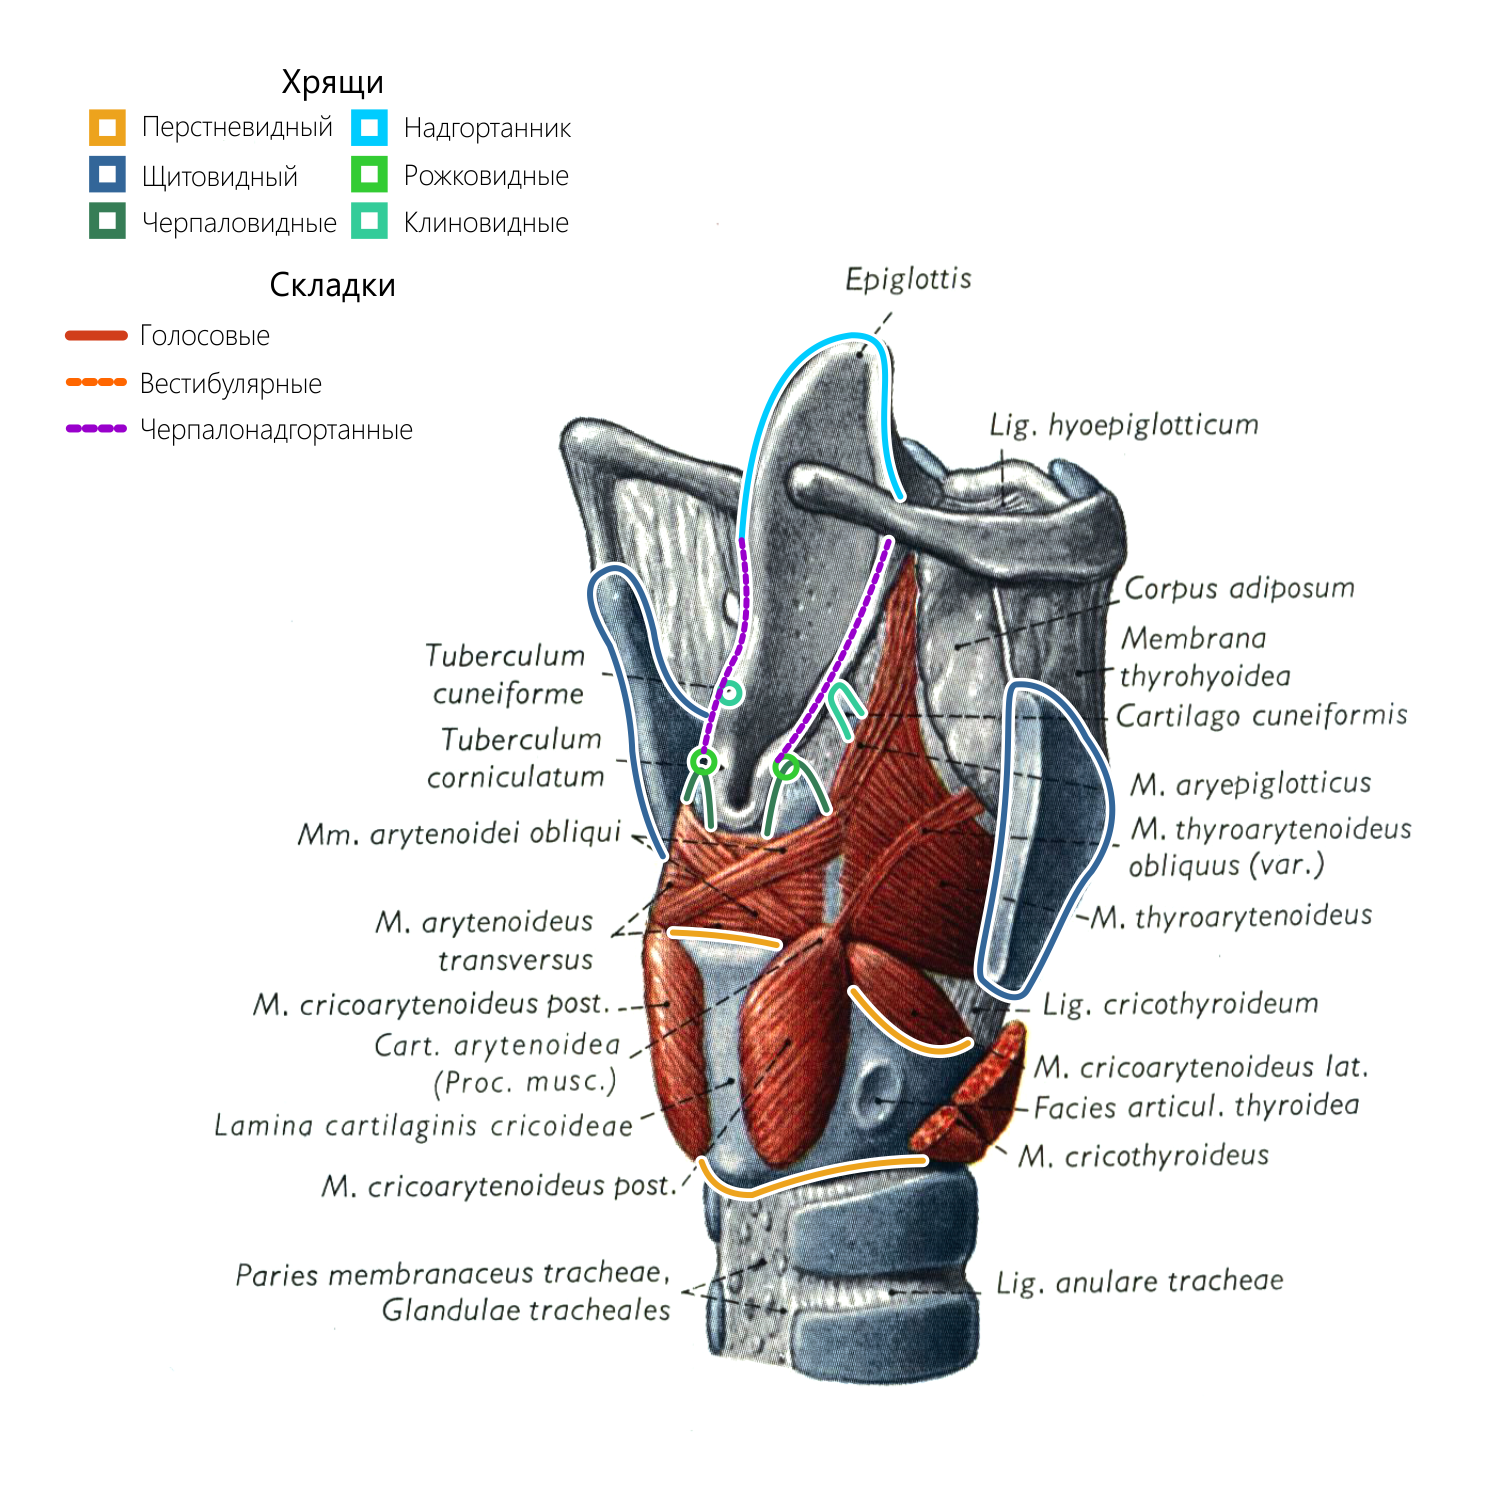 Хрящи
Перстневидный
Надгортанник
Щитовидный
Рожковидные
Черпаловидные
Клиновидные
Складки
Голосовые
Вестибулярные
Черпалонадгортанные
Epiglottis
Lig. hyoepiglotticum
Corpus adiposum
Membrana
thyrohyoidea
Cartilago cuneiformis
M. aryepiglotticus
M. thyroarytenoideus
obliquus (var.)
M. thyroarytenoideus
Lig. cricothyroideum
M. cricoarytenoideus lat.
Facies articul. thyroidea
M. cricothyroideus
Lig. anulare tracheae
Tuberculum
cuneiforme
Tuberculum
corniculatum
Mm. arytenoidei obliqui
M. arytenoideus
transversus
M. cricoarytenoideus post.
Cart. arytenoidea
(Proc. musc.)
Lamina cartilaginis cricoideae
M. cricoarytenoideus post.
Paries membranaceus tracheae,
Glandulae tracheales